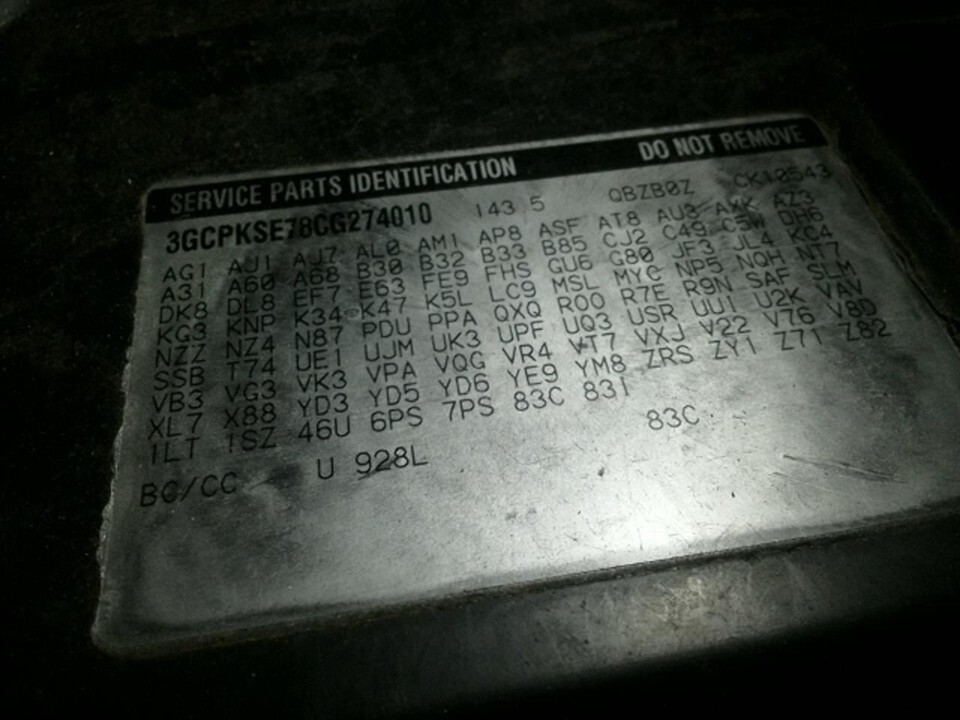 SERVICE PARTS IDENTIFICATION DO NOT REMOVE
3GCPKSE78CG274010 143 5 QBZB0Z CK10543
AG1 AJ1 AJ7 AL0 AM1 AP8 ASF AT8 AU3 AZ3
A31 A60 A68 B30 B32 B33 B85 CJ2 C49 C5W DH6
DK8 DL8 EF7 E63 FE9 FHS GU6 G80 JF3 JL4 KC4
KG3 KNP K34 K47 K5L LC9 MSL MYC NP5 NQH NT7
NZZ NZ4 N87 PDU PPA QXQ ROO R7E R9N SAF SLM
SSB T74 UE1 UJM UK3 UPF UQ3 USR UU1 U2K VAV
VB3 VG3 VK3 VPA VQG VR4 VT7 VXJ V22 V76 V8D
XL7 X88 YD3 YD5 YD6 YE9 YM8 ZRS ZY1 Z71 Z82
1LT 1SZ 46U 6PS 7PS 83C 83I
BC/CC U 928L 83C